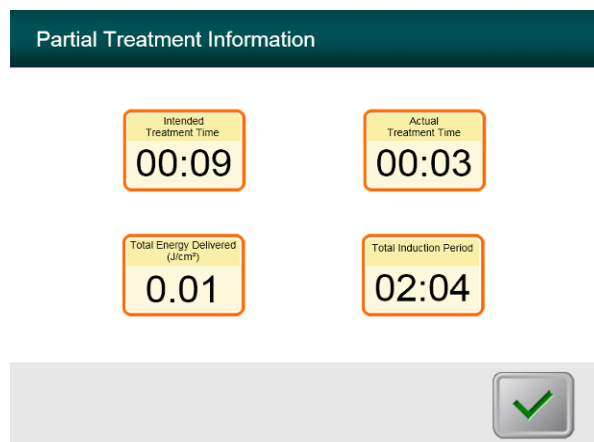 Partial Treatment Information
Intended
Treatment Time
00:09
Actual
Treatment Time
00:03
Total Energy Delivered
(J/cm²)
0.01
Total Induction Period
02:04